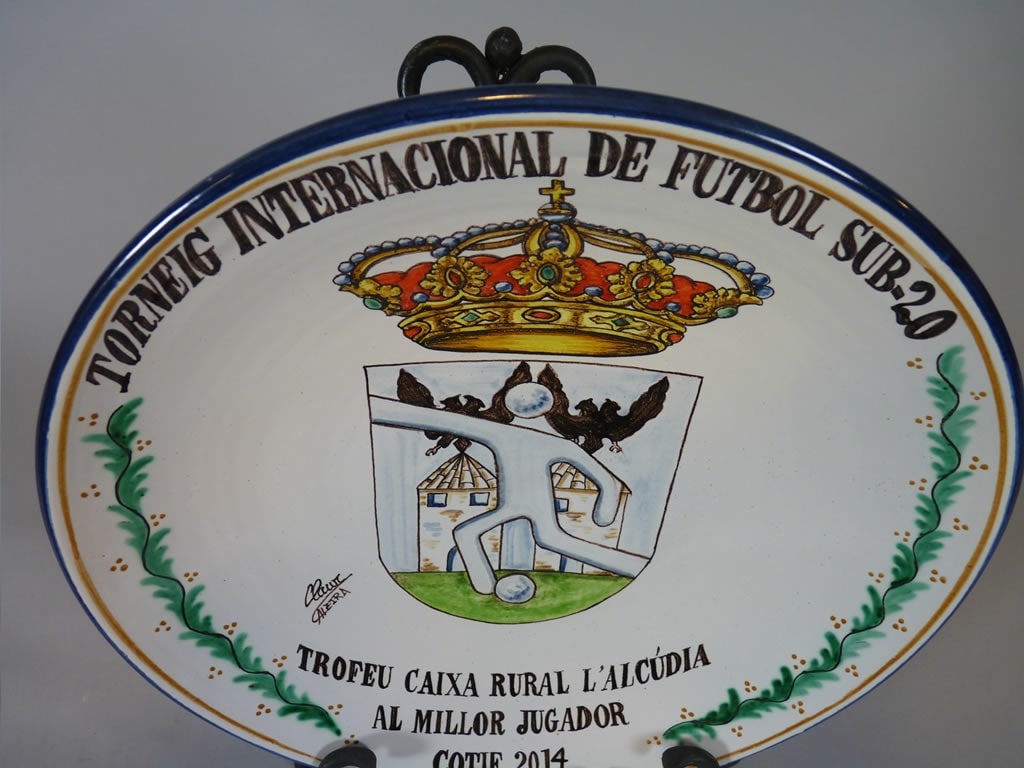 TORNEIG INTERNACIONAL DE FUTBOL SUB-20
TROFEU CAIXA RURAL L'ALCÚDIA
AL MILLOR JUGADOR
COTIF 2014